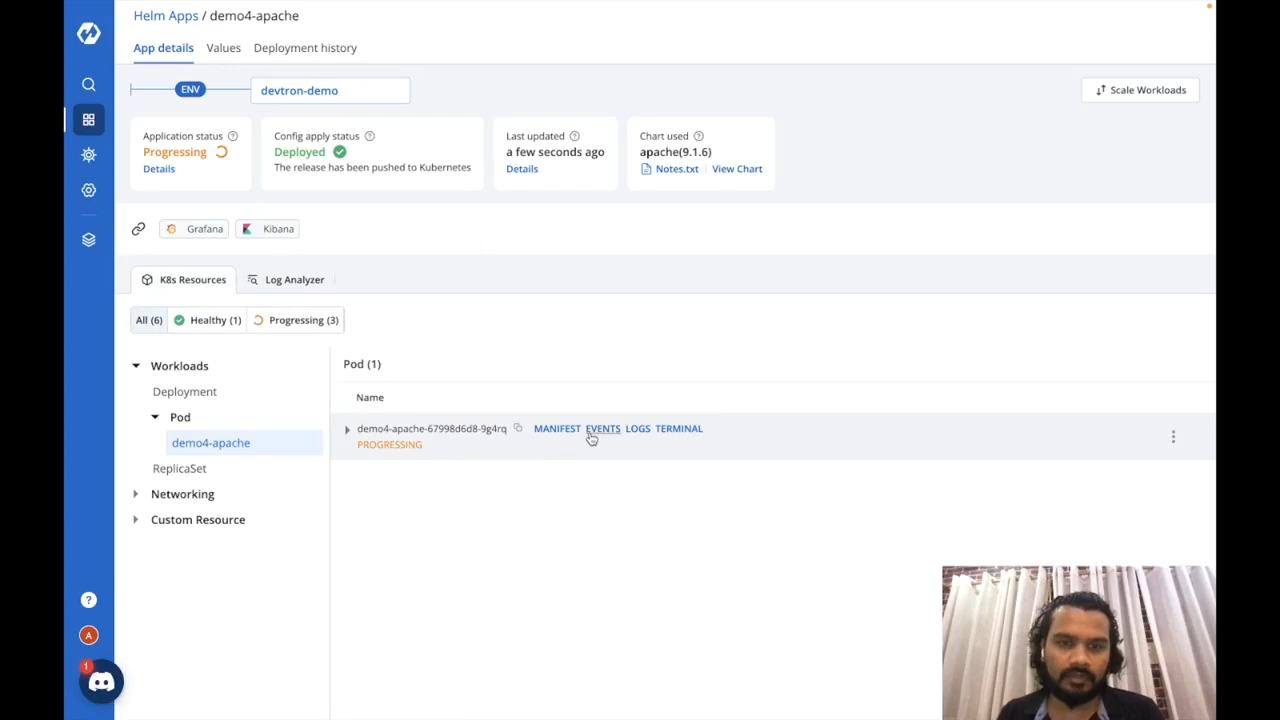 Helm Apps / demo4-apache
App details Values Deployment history
ENV devtron-demo Scale Workloads
Application status ? Config apply status ? Last updated ? Chart used ?
Progressing Deployed a few seconds ago apache(9.1.6)
Details The release has been pushed to Kubernetes Details Notes.txt View Chart
Grafana Kibana
K8s Resources Log Analyzer
All (6) Healthy (1) Progressing (3)
Workloads Pod (1)
Deployment Name
Pod
demo4-apache-67998d6d8-9g4rq MANIFEST EVENTS LOGS TERMINAL
demo4-apache PROGRESSING
ReplicaSet
Networking
Custom Resource
?
A
1